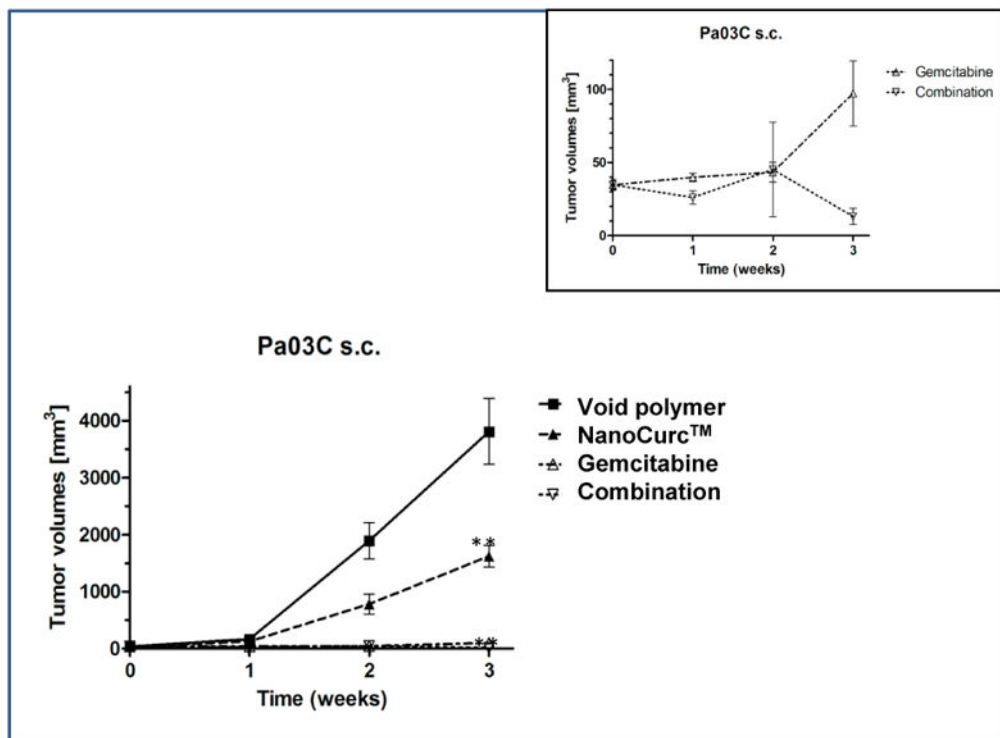 Pa03C s.c.
Tumor volumes [mm³]
100
50
0
0 1 2 3
Time (weeks)
Gemcitabine
Combination
Pa03C s.c.
Tumor volumes [mm³]
4000
3000
2000
1000
0
**
**
0 1 2 3
Time (weeks)
Void polymer
NanoCurc™
Gemcitabine
Combination